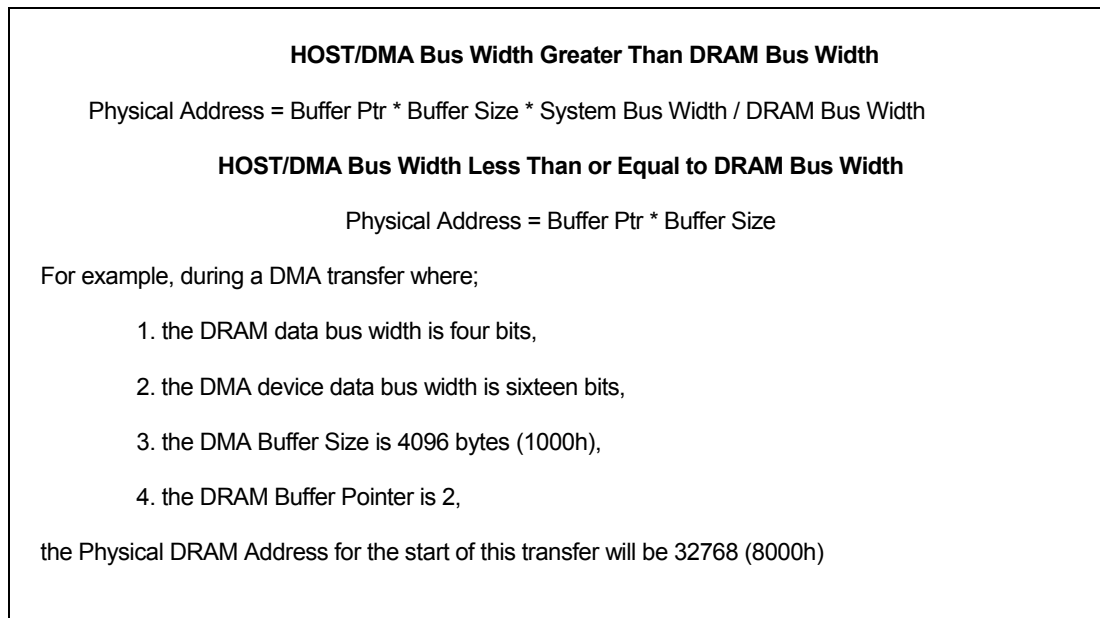 HOST/DMA Bus Width Greater Than DRAM Bus Width
Physical Address = Buffer Ptr * Buffer Size * System Bus Width / DRAM Bus Width
HOST/DMA Bus Width Less Than or Equal to DRAM Bus Width
Physical Address = Buffer Ptr * Buffer Size
For example, during a DMA transfer where;
1. the DRAM data bus width is four bits,
2. the DMA device data bus width is sixteen bits,
3. the DMA Buffer Size is 4096 bytes (1000h),
4. the DRAM Buffer Pointer is 2,
the Physical DRAM Address for the start of this transfer will be 32768 (8000h)